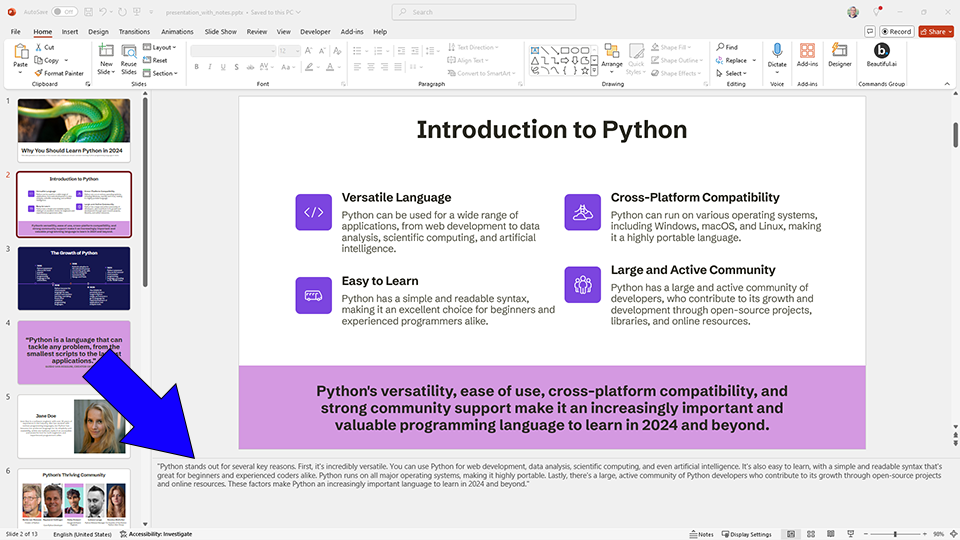 AutoSave Off presentation_with_notes.pptx • Saved to this PC Search
File Home Insert Design Transitions Animations Slide Show Review View Developer Add-ins Help Record Share
Paste Cut Copy Format Painter Clipboard
New Slide Reuse Slides Layout Reset Section Slides
Font
Text Direction Align Text Convert to SmartArt Paragraph
Arrange Quick Styles Shape Fill Shape Outline Shape Effects Drawing
Find Replace Select Editing
Dictate Voice
Add-ins Add-ins
Designer
Beautiful.ai Commands Group
1
Why You Should Learn Python in 2024
2
Introduction to Python
3
The Growth of Python
4
"Python is a language that can
tackle any problem, from the
smallest scripts to the
applications."
5
Jane Doe
6
Python's Thriving Community
Introduction to Python
Versatile Language
Python can be used for a wide range of
applications, from web development to data
analysis, scientific computing, and artificial
intelligence.
Easy to Learn
Python has a simple and readable syntax,
making it an excellent choice for beginners and
experienced programmers alike.
Cross-Platform Compatibility
Python can run on various operating systems,
including Windows, macOS, and Linux, making
it a highly portable language.
Large and Active Community
Python has a large and active community of
developers, who contribute to its growth and
development through open-source projects,
libraries, and online resources.
Python's versatility, ease of use, cross-platform compatibility, and
strong community support make it an increasingly important and
valuable programming language to learn in 2024 and beyond.
"Python stands out for several key reasons. First, it's incredibly versatile. You can use Python for web development, data analysis, scientific computing, and even artificial intelligence. It's also easy to learn, with a simple and readable syntax that's
great for beginners and experienced coders alike. Python runs on all major operating systems, making it highly portable. Lastly, there's a large, active community of Python developers who contribute to its growth through open-source projects
and online resources. These factors make Python an increasingly important language to learn in 2024 and beyond."
Slide 2 of 13 English (United States) Accessibility: Investigate Notes Display Settings 98%